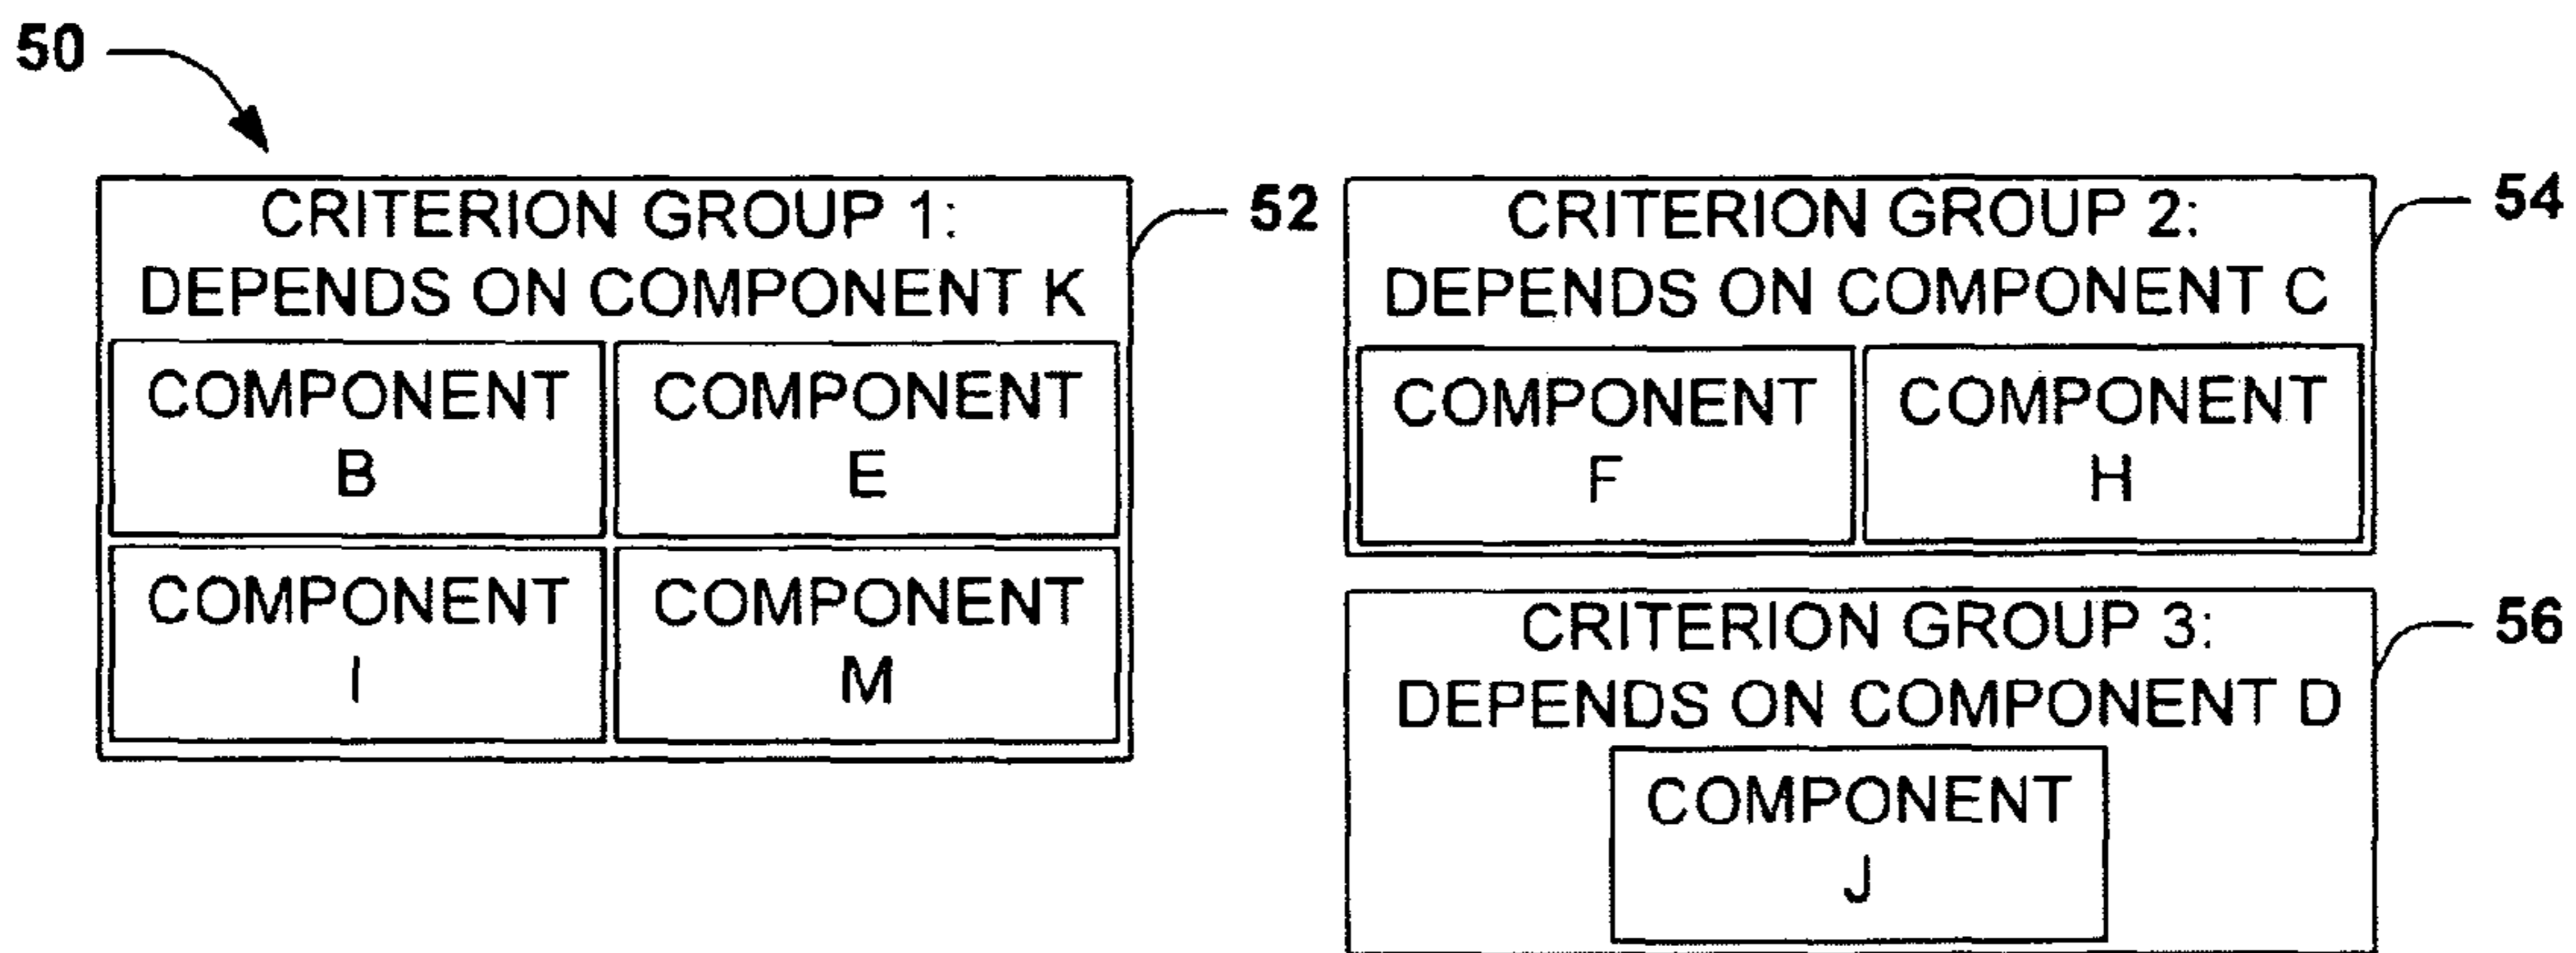 50
CRITERION GROUP 1:
DEPENDS ON COMPONENT K
52
COMPONENT
B
COMPONENT
E
COMPONENT
I
COMPONENT
M
CRITERION GROUP 2:
DEPENDS ON COMPONENT C
54
COMPONENT
F
COMPONENT
H
CRITERION GROUP 3:
DEPENDS ON COMPONENT D
56
COMPONENT
J